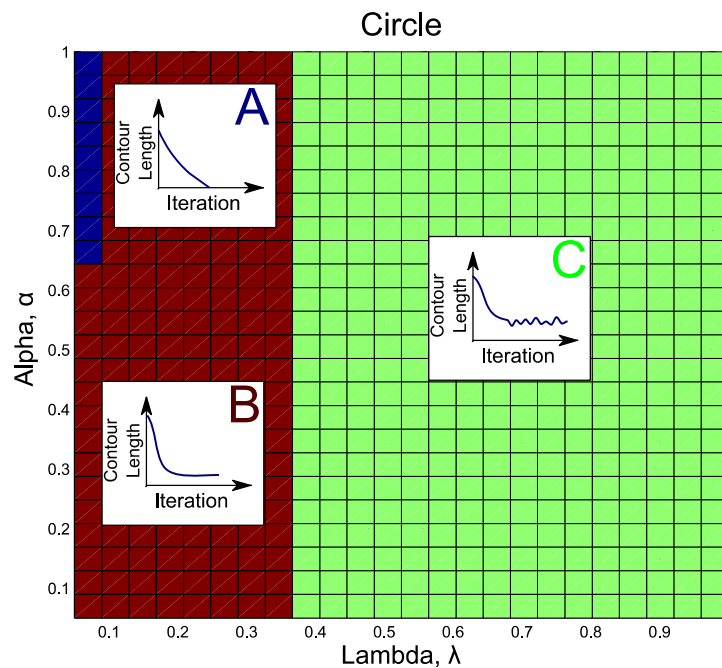 Circle
1
0.9
0.8
0.7
0.6
0.5
0.4
0.3
0.2
0.1
Alpha, α
A
Contour
Length
Iteration
C
Contour
Length
Iteration
B
Contour
Length
Iteration
0.1 0.2 0.3 0.4 0.5 0.6 0.7 0.8 0.9
Lambda, λ